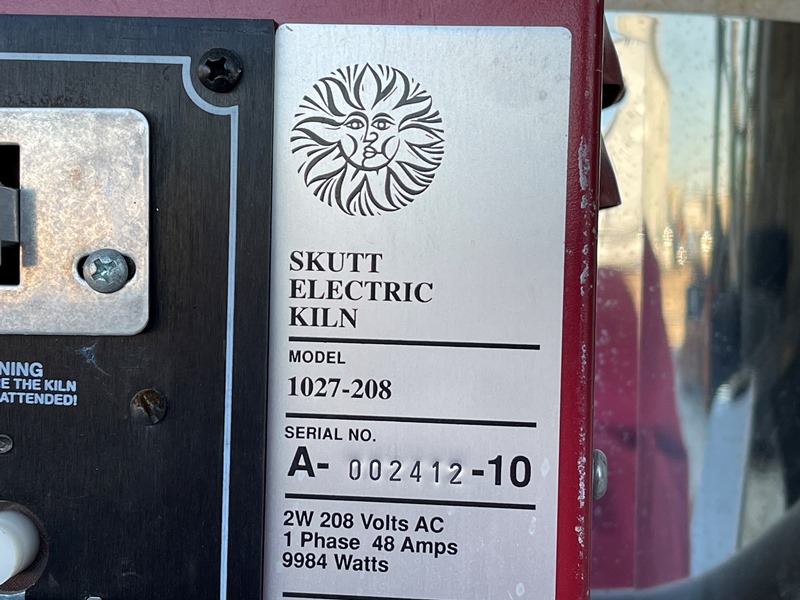 SKUTT
ELECTRIC
KILN
MODEL
1027-208
SERIAL NO.
A- 002412 -10
2W 208 Volts AC
1 Phase 48 Amps
9984 Watts
NING
E THE KILN
ATTENDED!